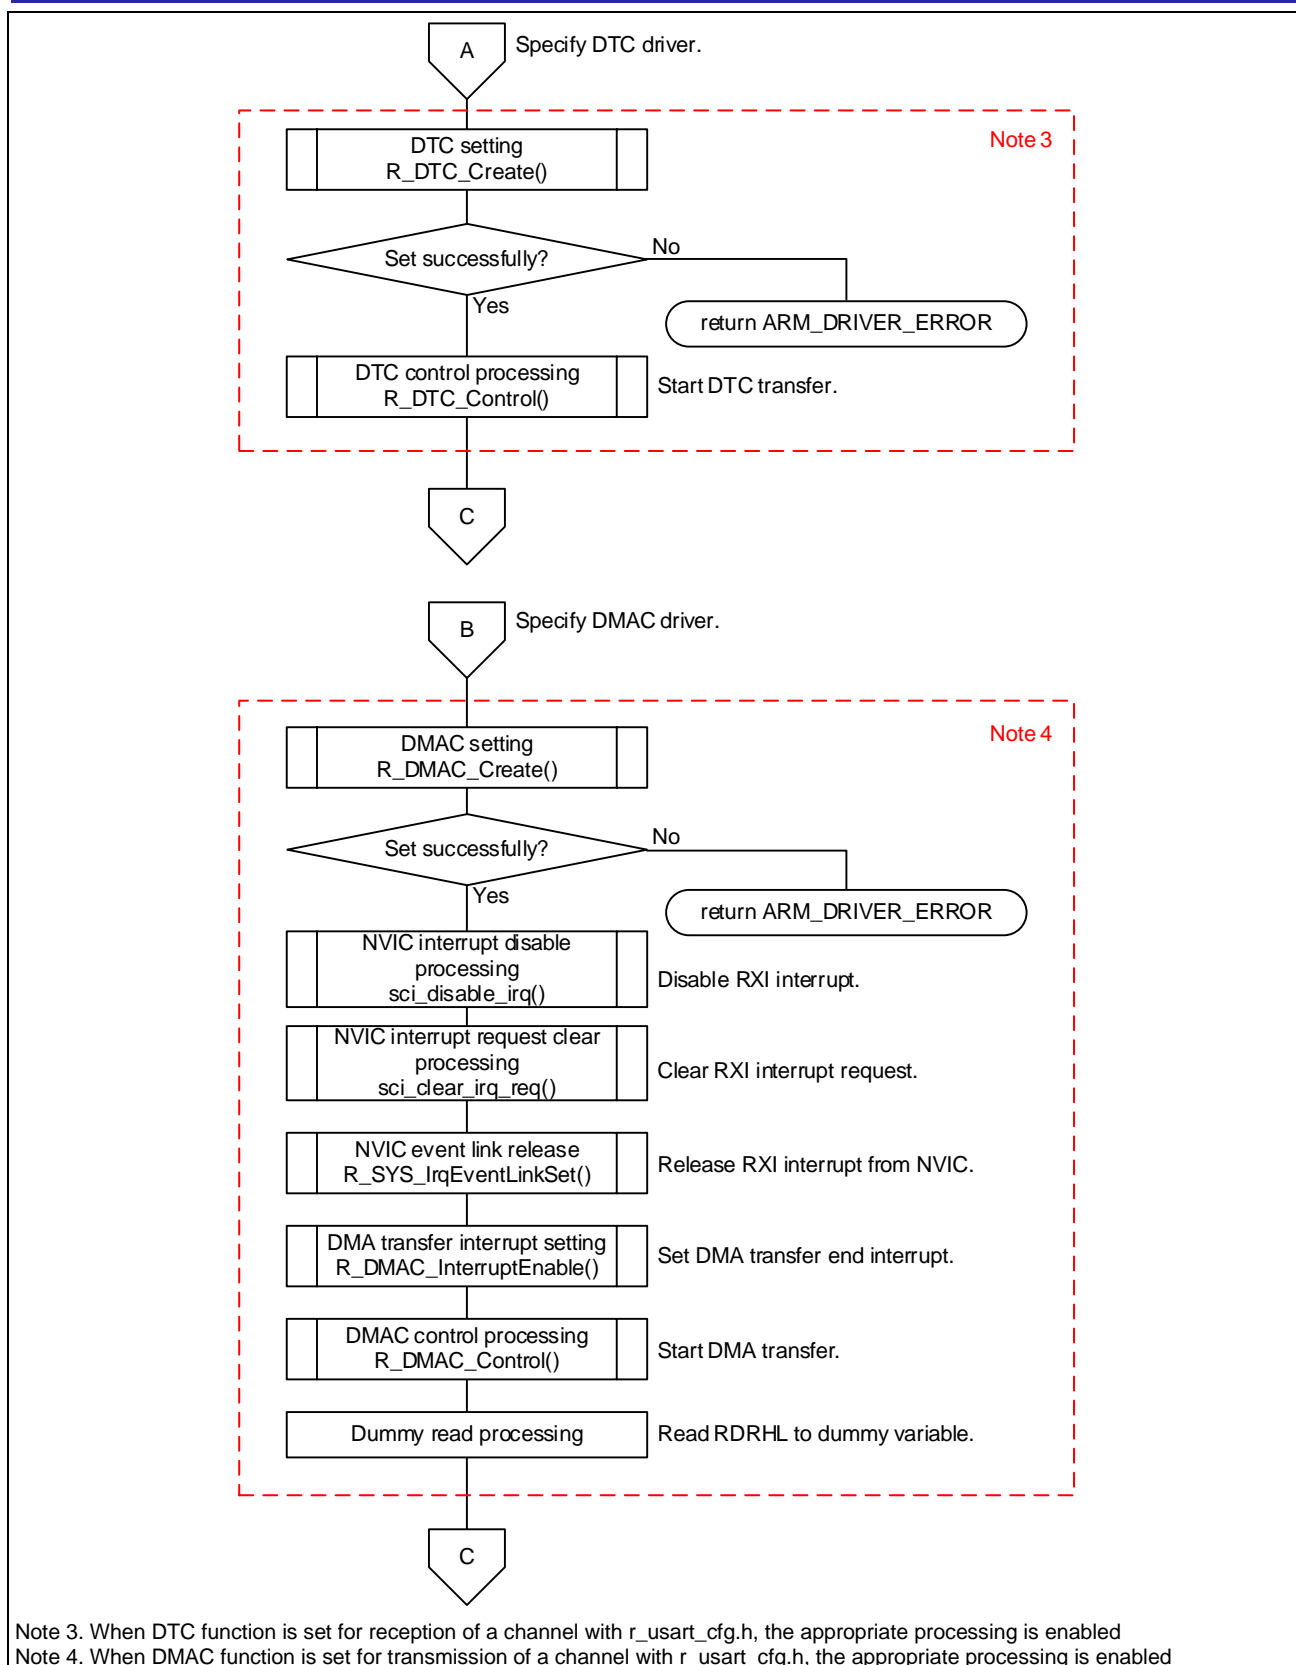 A
Specify DTC driver.
Note 3
DTC setting
R_DTC_Create()
Set successfully?
No
Yes
return ARM_DRIVER_ERROR
DTC control processing
R_DTC_Control()
Start DTC transfer.
C
B
Specify DMAC driver.
Note 4
DMAC setting
R_DMAC_Create()
Set successfully?
No
Yes
return ARM_DRIVER_ERROR
NVIC interrupt disable
processing
sci_disable_irq()
Disable RXI interrupt.
NVIC interrupt request clear
processing
sci_clear_irq_req()
Clear RXI interrupt request.
NVIC event link release
R_SYS_IrqEventLinkSet()
Release RXI interrupt from NVIC.
DMA transfer interrupt setting
R_DMAC_InterruptEnable()
Set DMA transfer end interrupt.
DMAC control processing
R_DMAC_Control()
Start DMA transfer.
Dummy read processing
Read RDRHL to dummy variable.
C
Note 3. When DTC function is set for reception of a channel with r_usart_cfg.h, the appropriate processing is enabled
Note 4. When DMAC function is set for transmission of a channel with r_usart_cfg.h, the appropriate processing is enabled